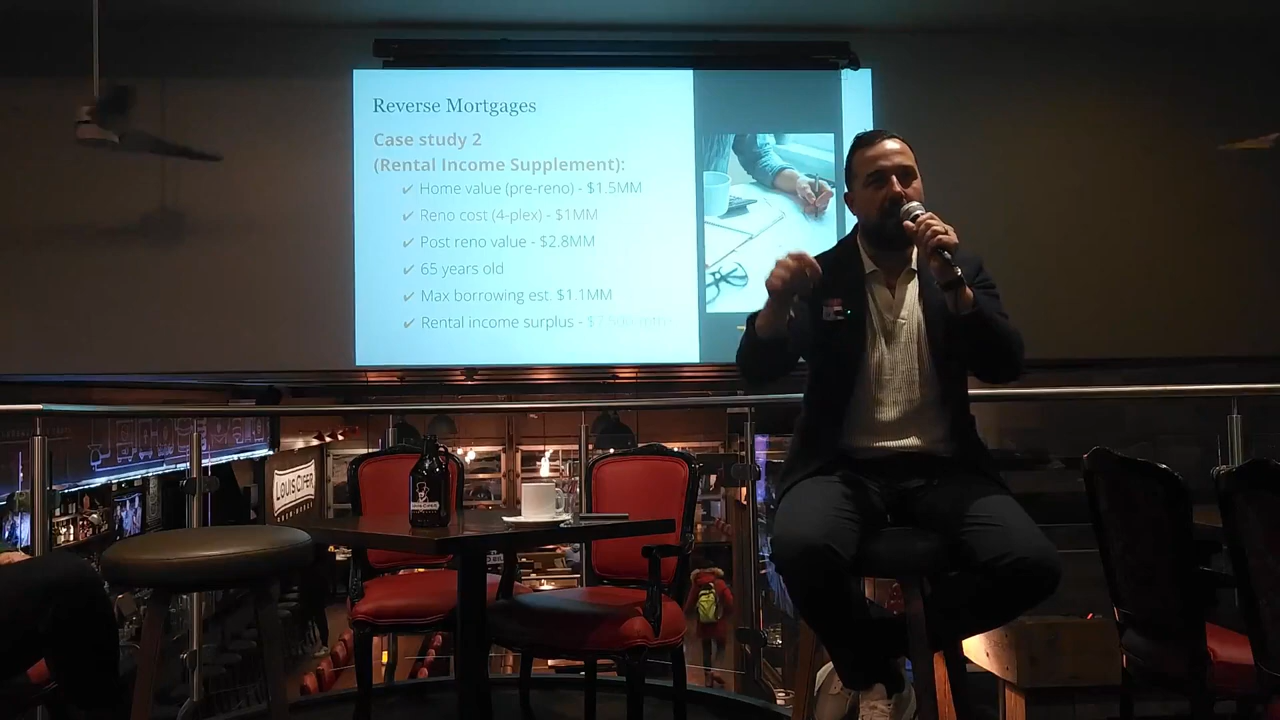 Reverse Mortgages
Case study 2
(Rental Income Supplement):
✓ Home value (pre-reno) - $1.5MM
✓ Reno cost (4-plex) - $1MM
✓ Post reno value - $2.8MM
✓ 65 years old
✓ Max borrowing est. $1.1MM
✓ Rental income surplus -
LOUIS CIFER